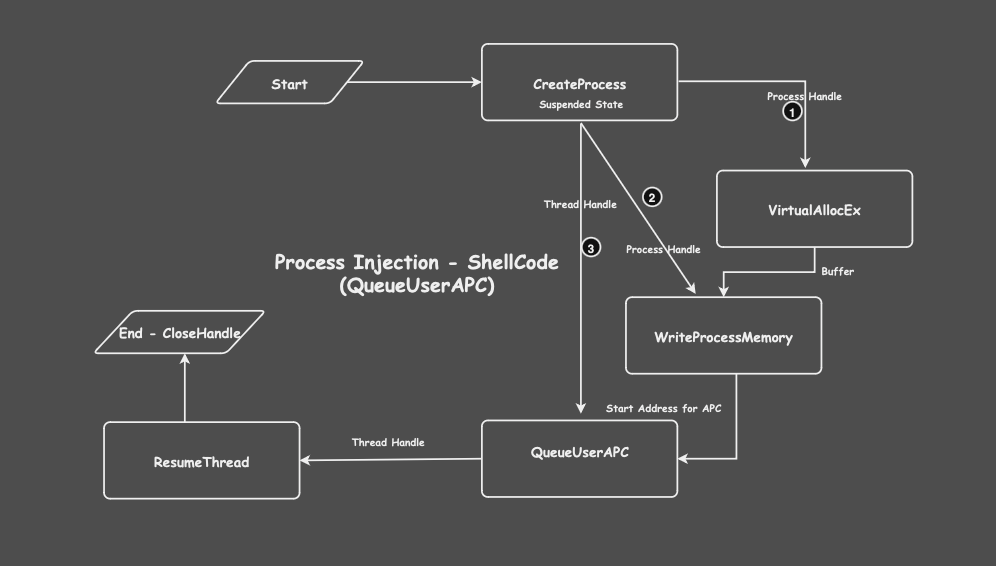 Start
CreateProcess
Suspended State
Process Handle
1
VirtualAllocEx
2
Thread Handle
3
Process Handle
Process Injection - ShellCode
(QueueUserAPC)
Buffer
End - CloseHandle
WriteProcessMemory
Start Address for APC
Thread Handle
QueueUserAPC
ResumeThread